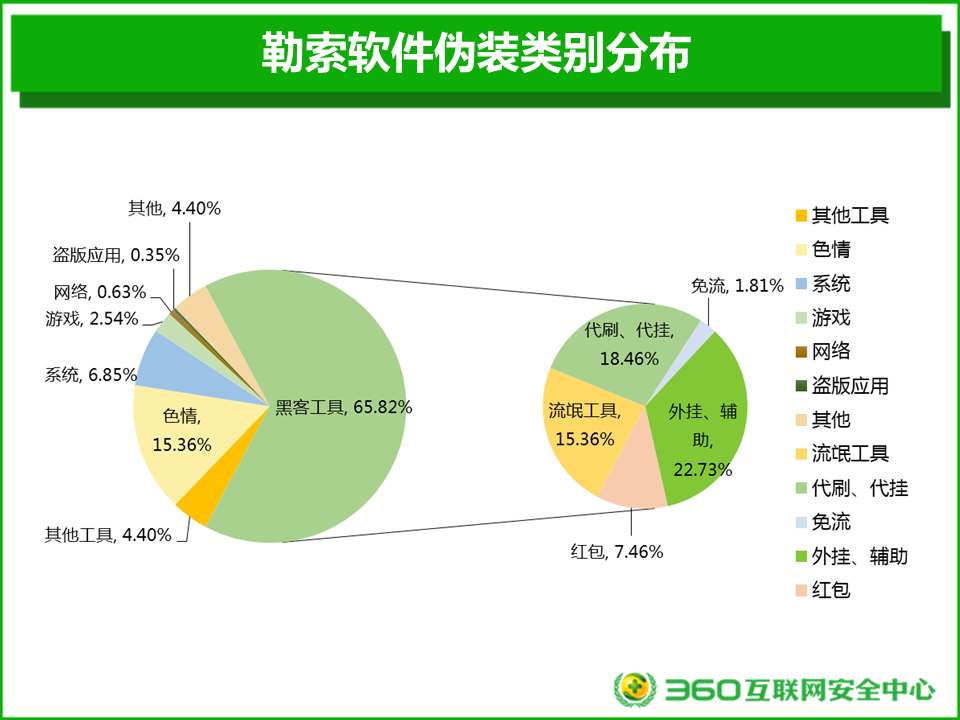 勒索软件伪装类别分布
其他, 4.40%
盗版应用, 0.35%
网络, 0.63%
游戏, 2.54%
系统, 6.85%
色情,
15.36%
其他工具, 4.40%
黑客工具, 65.82%
免流, 1.81%
代刷、代挂,
18.46%
流氓工具,
15.36%
外挂、辅
助,
22.73%
红包, 7.46%
其他工具
色情
系统
游戏
网络
盗版应用
其他
流氓工具
代刷、代挂
免流
外挂、辅助
红包
360互联网安全中心